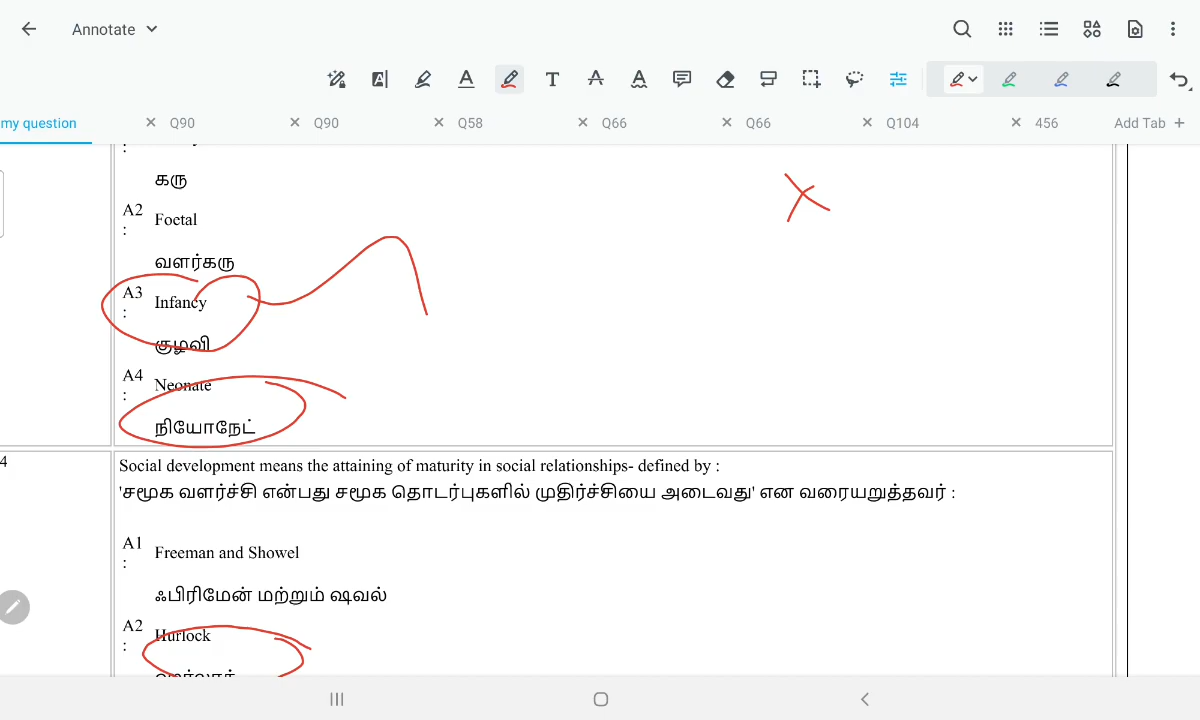 Annotate
my question
Q90
Q90
Q58
Q66
Q66
Q104
456
Add Tab +
:
கரு
A2
:
Foetal
வளர்கரு
A3
:
Infancy
குழவி
A4
:
Neonate
நியோநேட்
4
Social development means the attaining of maturity in social relationships- defined by :
'சமூக வளர்ச்சி என்பது சமூக தொடர்புகளில் முதிர்ச்சியை அடைவது' என வரையறுத்தவர் :
A1
:
Freeman and Showel
ஃபிரிமேன் மற்றும் ஷவல்
A2
:
Hurlock